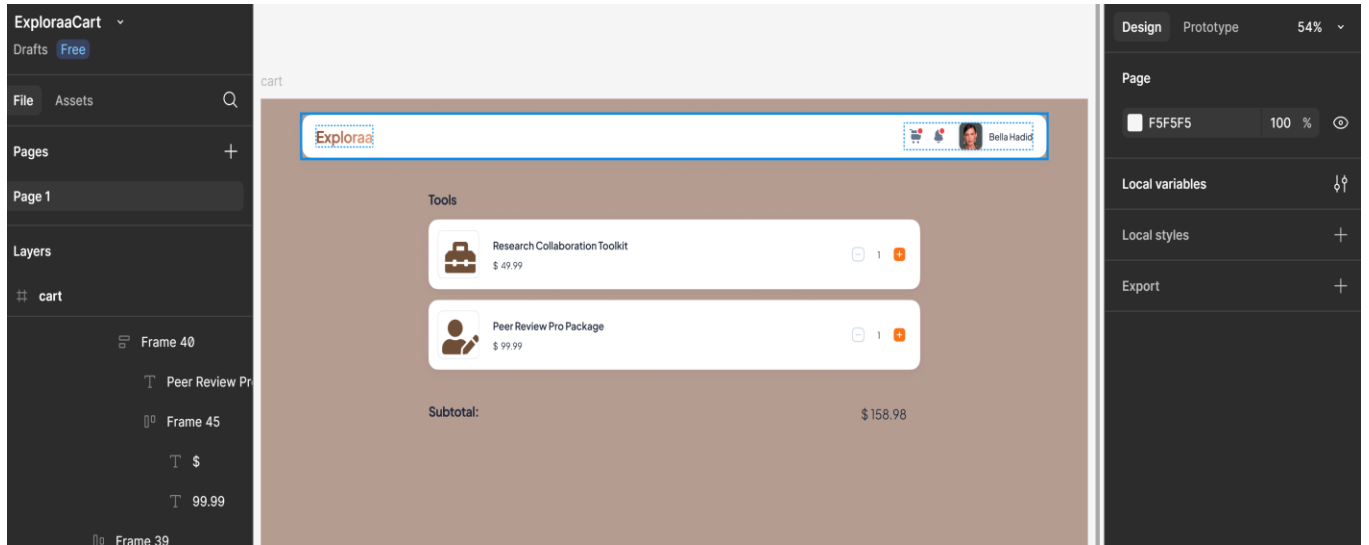 ExploraaCart
Drafts Free
File Assets
Pages
Page 1
Layers
cart
Frame 40
Peer Review Pr
Frame 45
$
99.99
Frame 39
cart
Exploraa
Bella Hadid
Tools
Research Collaboration Toolkit
$ 49.99
1
Peer Review Pro Package
$ 99.99
1
Subtotal:
$ 158.98
Design Prototype 54%
Page
F5F5F5 100 %
Local variables
Local styles
Export